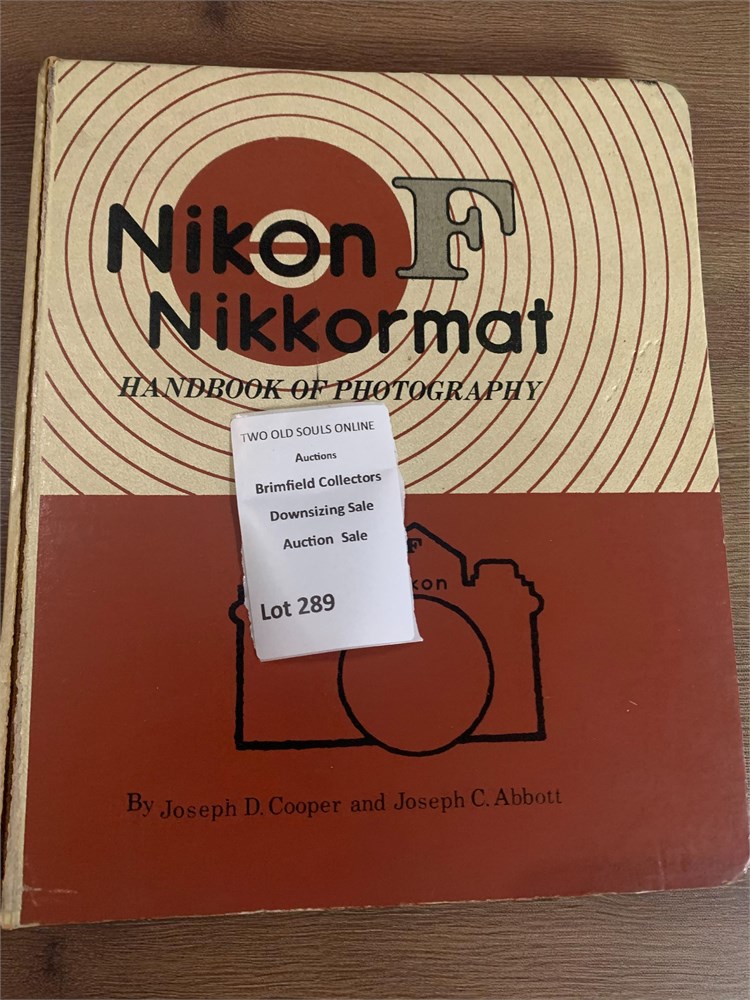 Nikon F
Nikkormat
HANDBOOK OF PHOTOGRAPHY
TWO OLD SOULS ONLINE
Auctions
Brimfield Collectors
Downsizing Sale
Auction Sale
Lot 289
F
kon
By Joseph D. Cooper and Joseph C. Abbott